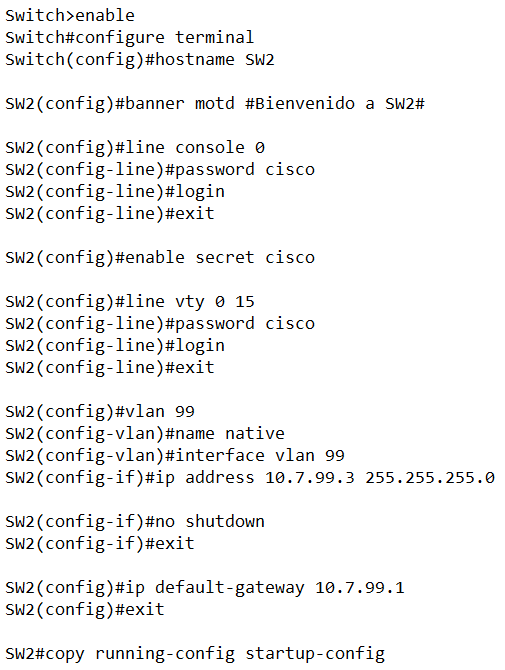 Switch>enable
Switch#configure terminal
Switch(config)#hostname SW2
SW2(config)#banner motd #Bienvenido a SW2#
SW2(config)#line console 0
SW2(config-line)#password cisco
SW2(config-line)#login
SW2(config-line)#exit
SW2(config)#enable secret cisco
SW2(config)#line vty 0 15
SW2(config-line)#password cisco
SW2(config-line)#login
SW2(config-line)#exit
SW2(config)#vlan 99
SW2(config-vlan)#name native
SW2(config-vlan)#interface vlan 99
SW2(config-if)#ip address 10.7.99.3 255.255.255.0
SW2(config-if)#no shutdown
SW2(config-if)#exit
SW2(config)#ip default-gateway 10.7.99.1
SW2(config)#exit
SW2#copy running-config startup-config